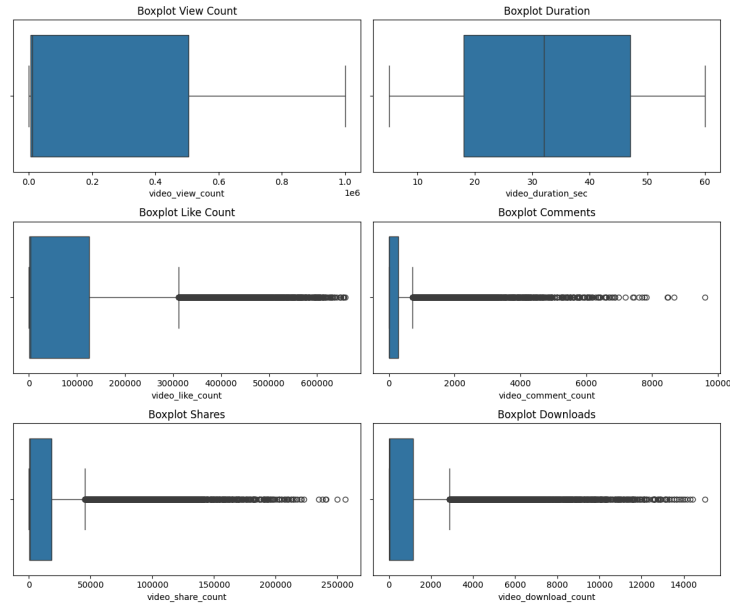 Boxplot View Count
0.0 0.2 0.4 0.6 0.8 1.0
1e6
video_view_count
Boxplot Duration
10 20 30 40 50 60
video_duration_sec
Boxplot Like Count
0 100000 200000 300000 400000 500000 600000
video_like_count
Boxplot Comments
0 2000 4000 6000 8000 10000
video_comment_count
Boxplot Shares
0 50000 100000 150000 200000 250000
video_share_count
Boxplot Downloads
0 2000 4000 6000 8000 10000 12000 14000
video_download_count